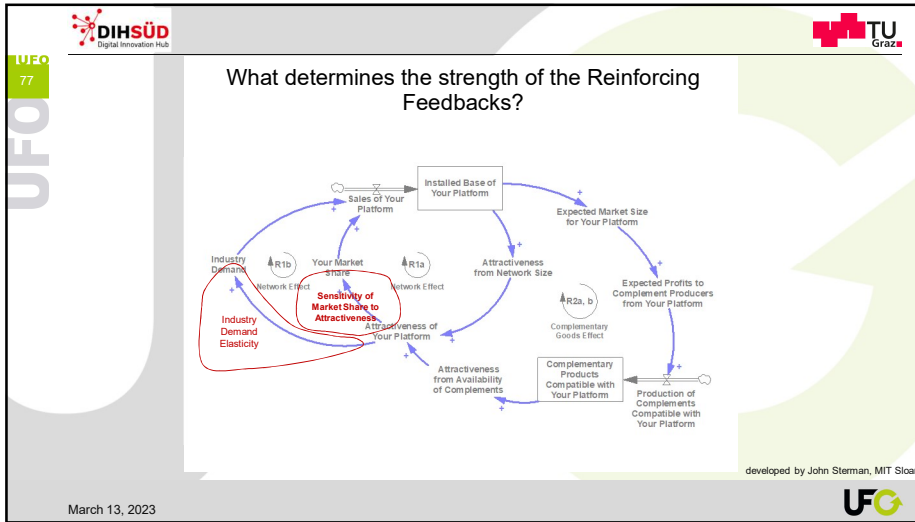 DIHSÜD
Digital Innovation Hub
TU
Graz
UFO
77
UFO
What determines the strength of the Reinforcing
Feedbacks?
Sales of Your
Platform
+
Installed Base of
Your Platform
+
Expected Market Size
for Your Platform
+
+
Industry
Demand
R1b
Network Effect
Your Market
Share
R1a
Network Effect
Attractiveness
from Network Size
+
Expected Profits to
Complement Producers
from Your Platform
R2a, b
Complementary
Goods Effect
+
Sensitivity of
Market Share to
Attractiveness
+
Industry
Demand
Elasticity
Attractiveness of
Your Platform
+
+
Attractiveness
from Availability
of Complements
+
Complementary
Products
Compatible with
Your Platform
+
Production of
Complements
Compatible with
Your Platform
developed by John Sterman, MIT Sloa
March 13, 2023
UFO